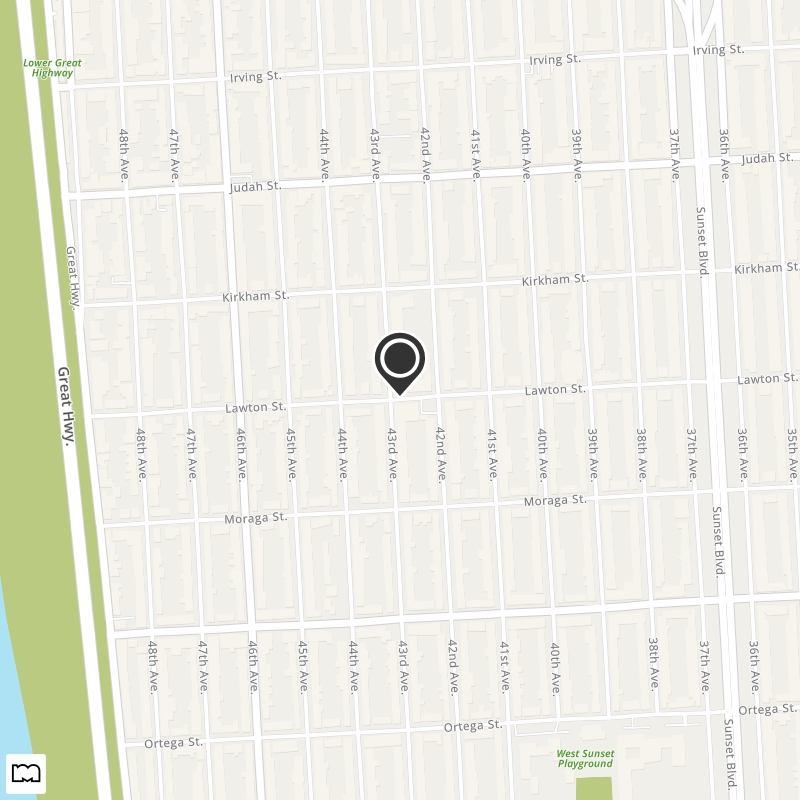 Irving St.
Lower Great
Highway
Irving St.
Irving St.
48th Ave.
47th Ave.
44th Ave.
43rd Ave.
42nd Ave.
41st Ave.
40th Ave.
39th Ave.
37th Ave.
36th Ave.
Judah St.
Judah St.
Great Hwy.
Sunset Blvd.
Kirkham St.
Kirkham St.
Kirkham St.
Great Hwy.
Lawton St.
Lawton St.
Lawton St.
48th Ave.
47th Ave.
46th Ave.
45th Ave.
44th Ave.
43rd Ave.
42nd Ave.
41st Ave.
40th Ave.
39th Ave.
38th Ave.
37th Ave.
36th Ave.
35th Ave.
Moraga St.
Moraga St.
Sunset Blvd.
48th Ave.
47th Ave.
46th Ave.
45th Ave.
44th Ave.
43rd Ave.
42nd Ave.
41st Ave.
40th Ave.
38th Ave.
37th Ave.
36th Ave.
Ortega St.
Ortega St.
Ortega St.
Sunset Blvd.
West Sunset
Playground